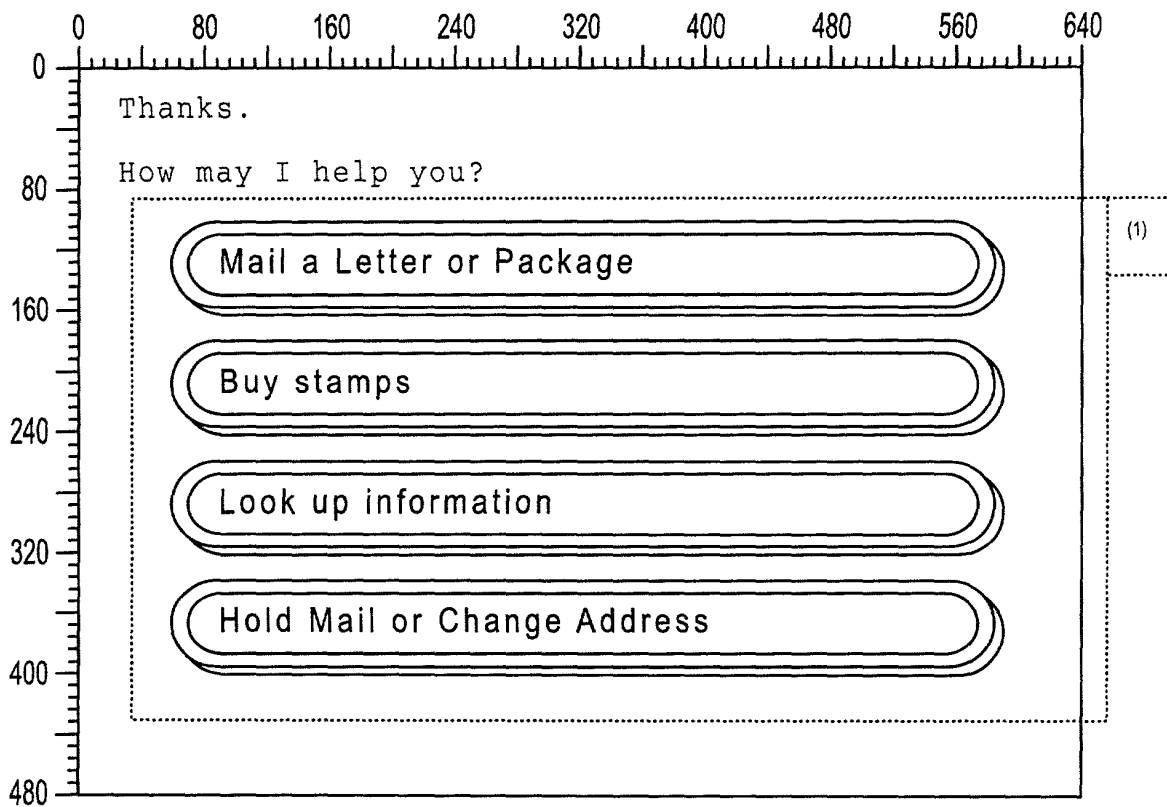 0 80 160 240 320 400 480 560 640
0
Thanks.
How may I help you?
80
(1)
Mail a Letter or Package
160
Buy stamps
240
Look up information
320
Hold Mail or Change Address
400
480